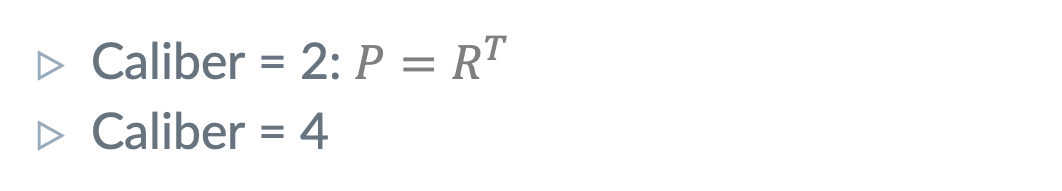 ▷ Caliber = 2: P = R^T
▷ Caliber = 4